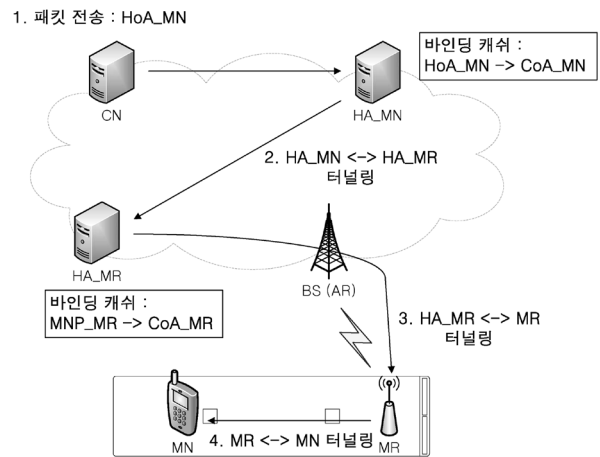 1. 패킷 전송 : HoA_MN
바인딩 캐쉬 :
HoA_MN -> CoA_MN
CN
HA_MN
2. HA_MN <-> HA_MR
터널링
HA_MR
BS (AR)
바인딩 캐쉬 :
MNP_MR -> CoA_MR
3. HA_MR <-> MR
터널링
MN
4. MR <-> MN 터널링
MR